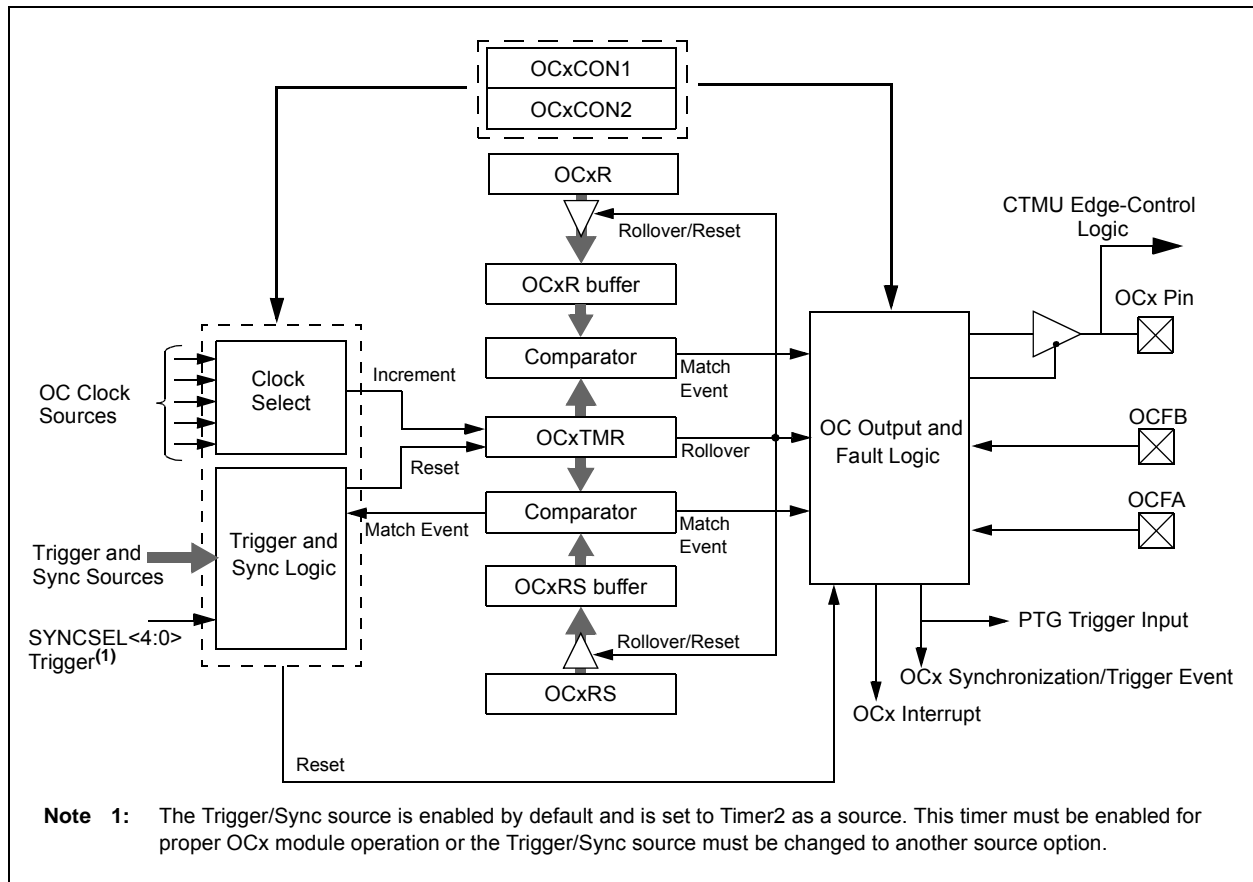 OCxCON1
OCxCON2
OCxR
Rollover/Reset
CTMU Edge-Control
Logic
OCxR buffer
OCx Pin
Comparator
Match
Event
Clock
Select
Increment
OC Clock
Sources
OCxTMR
Rollover
OC Output and
Fault Logic
OCFB
Reset
Comparator
Match Event
Match
Event
OCFA
Trigger and
Sync Logic
Trigger and
Sync Sources
OCxRS buffer
SYNCSEL<4:0>
Trigger(1)
Rollover/Reset
PTG Trigger Input
OCxRS
OCx Synchronization/Trigger Event
OCx Interrupt
Reset
Note 1: The Trigger/Sync source is enabled by default and is set to Timer2 as a source. This timer must be enabled for
proper OCx module operation or the Trigger/Sync source must be changed to another source option.